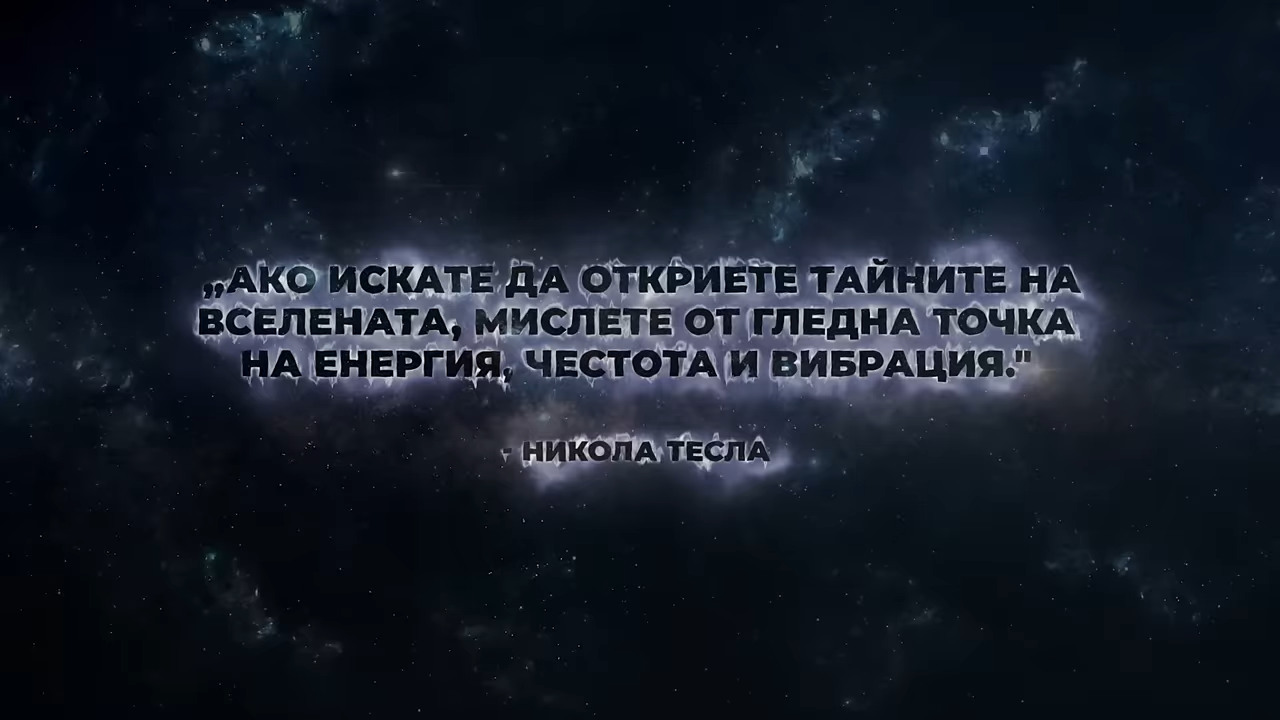 „АКО ИСКАТЕ ДА ОТКРИЕТЕ ТАЙНИТЕ НА
ВСЕЛЕНАТА, МИСЛЕТЕ ОТ ГЛЕДНА ТОЧКА
НА ЕНЕРГИЯ, ЧЕСТОТА И ВИБРАЦИЯ."
- НИКОЛА ТЕСЛА